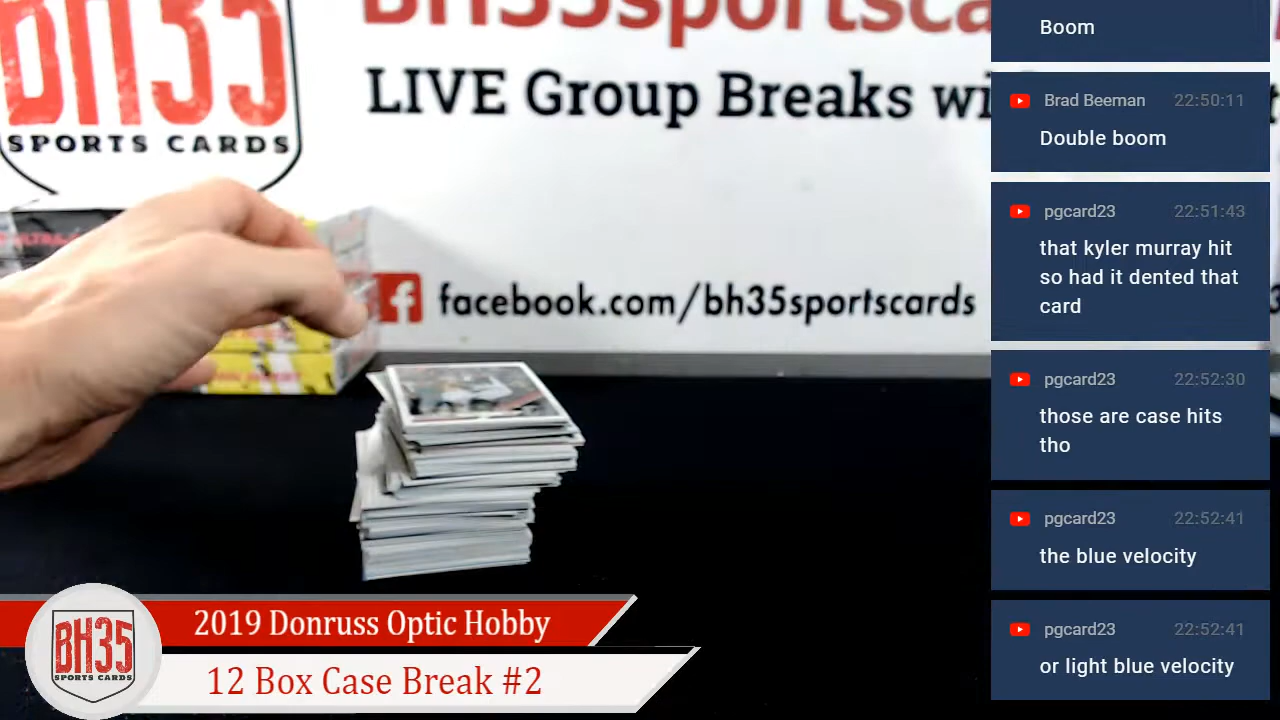 BH35
SPORTS CARDS
BH35sportsca
LIVE Group Breaks wi
facebook.com/bh35sportscards
Boom
Brad Beeman 22:50:11
Double boom
pgcard23 22:51:43
that kyler murray hit
so had it dented that
card
pgcard23 22:52:30
those are case hits
tho
pgcard23 22:52:41
the blue velocity
pgcard23 22:52:41
or light blue velocity
BH35
SPORTS CARDS
2019 Donruss Optic Hobby
12 Box Case Break #2